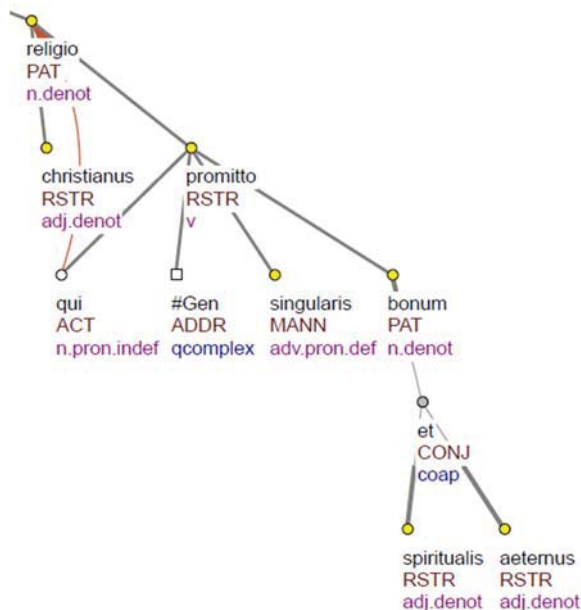 religio
PAT
n.denot
christianus
RSTR
adj.denot
promitto
RSTR
v
qui
ACT
n.pron.indef
#Gen
ADDR
qcomplex
singularis
MANN
adv.pron.def
bonum
PAT
n.denot
et
CONJ
coap
spiritualis
RSTR
adj.denot
aeternus
RSTR
adj.denot